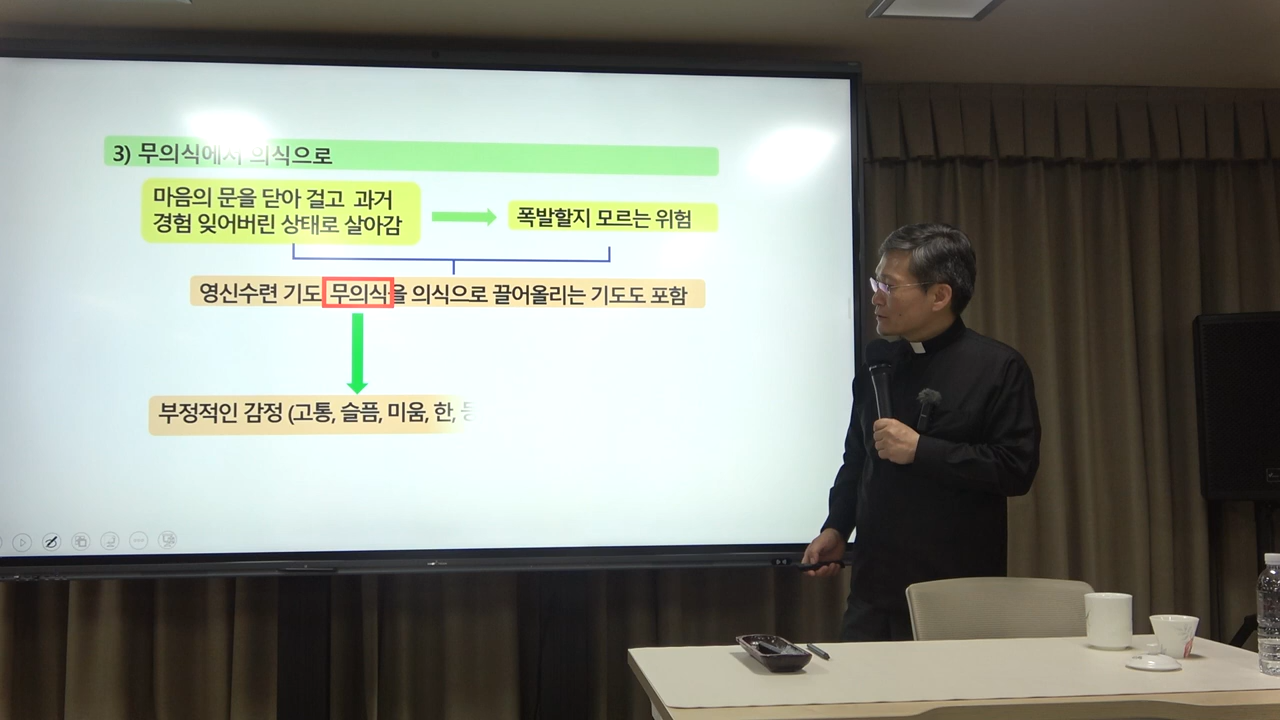 3) 무의식에서 의식으로
마음의 문을 닫아 걸고 과거
경험 잊어버린 상태로 살아감
폭발할지 모르는 위험
영신수련 기도 무의식을 의식으로 끌어올리는 기도도 포함
부정적인 감정 (고통, 슬픔, 미움, 한,